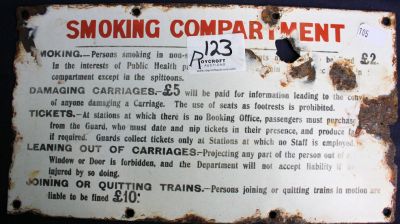 SMOKING COMPARTMENT
123
ROYCROFT
705
SMOKING.—Persons smoking in non- be £2.
In the interests of Public Health
compartment except in the spittoons.
DAMAGING CARRIAGES.—£5 will be paid for information leading to the
of anyone damaging a Carriage. The use of seats as footrests is prohibited.
TICKETS.—At stations at which there is no Booking Office, passengers must purchase
from the Guard, who must date and nip tickets in their presence, and produce
if required. Guards collect tickets only at Stations at which no Staff is employed.
LEANING OUT OF CARRIAGES—Projecting any part of the person out
Window or Door is forbidden, and the Department will not accept liability if
injured by so doing.
JOINING OR QUITTING TRAINS.—Persons joining or quitting trains in motion are
liable to be fined £10.